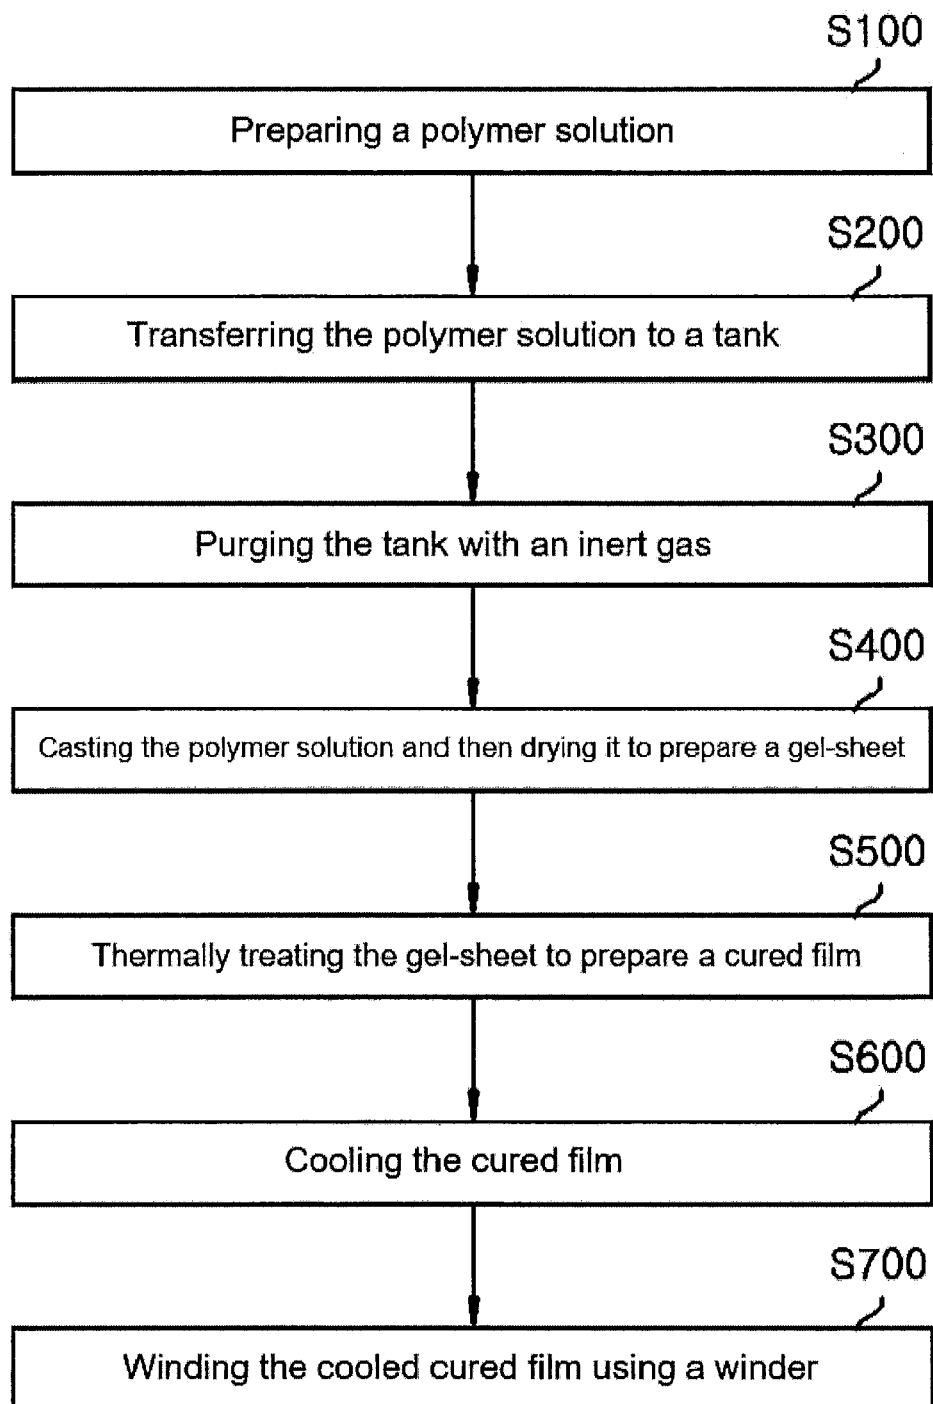 S100
Preparing a polymer solution
S200
Transferring the polymer solution to a tank
S300
Purging the tank with an inert gas
S400
Casting the polymer solution and then drying it to prepare a gel-sheet
S500
Thermally treating the gel-sheet to prepare a cured film
S600
Cooling the cured film
S700
Winding the cooled cured film using a winder